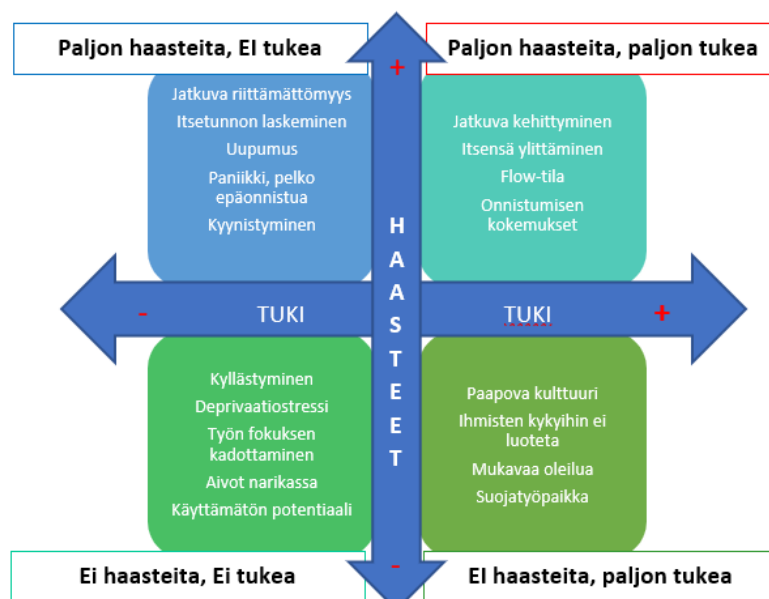 Paljon haasteita, EI tukea
Paljon haasteita, paljon tukea
+
Jatkuva riittämättömyys
Itsetunnon laskeminen
Uupumus
Paniikki, pelko
epäonnistua
Kyynistyminen
Jatkuva kehittyminen
Itsensä ylittäminen
Flow-tila
Onnistumisen
kokemukset
HAASTEET
- TUKI
TUKI +
Kyllästyminen
Deprivaatiostressi
Työn fokuksen
kadottaminen
Aivot narikassa
Käyttämätön potentiaali
Paapova kulttuuri
Ihmisten kykyihin ei
luoteta
Mukavaa oleilua
Suojatyöpaikka
-
Ei haasteita, Ei tukea
EI haasteita, paljon tukea